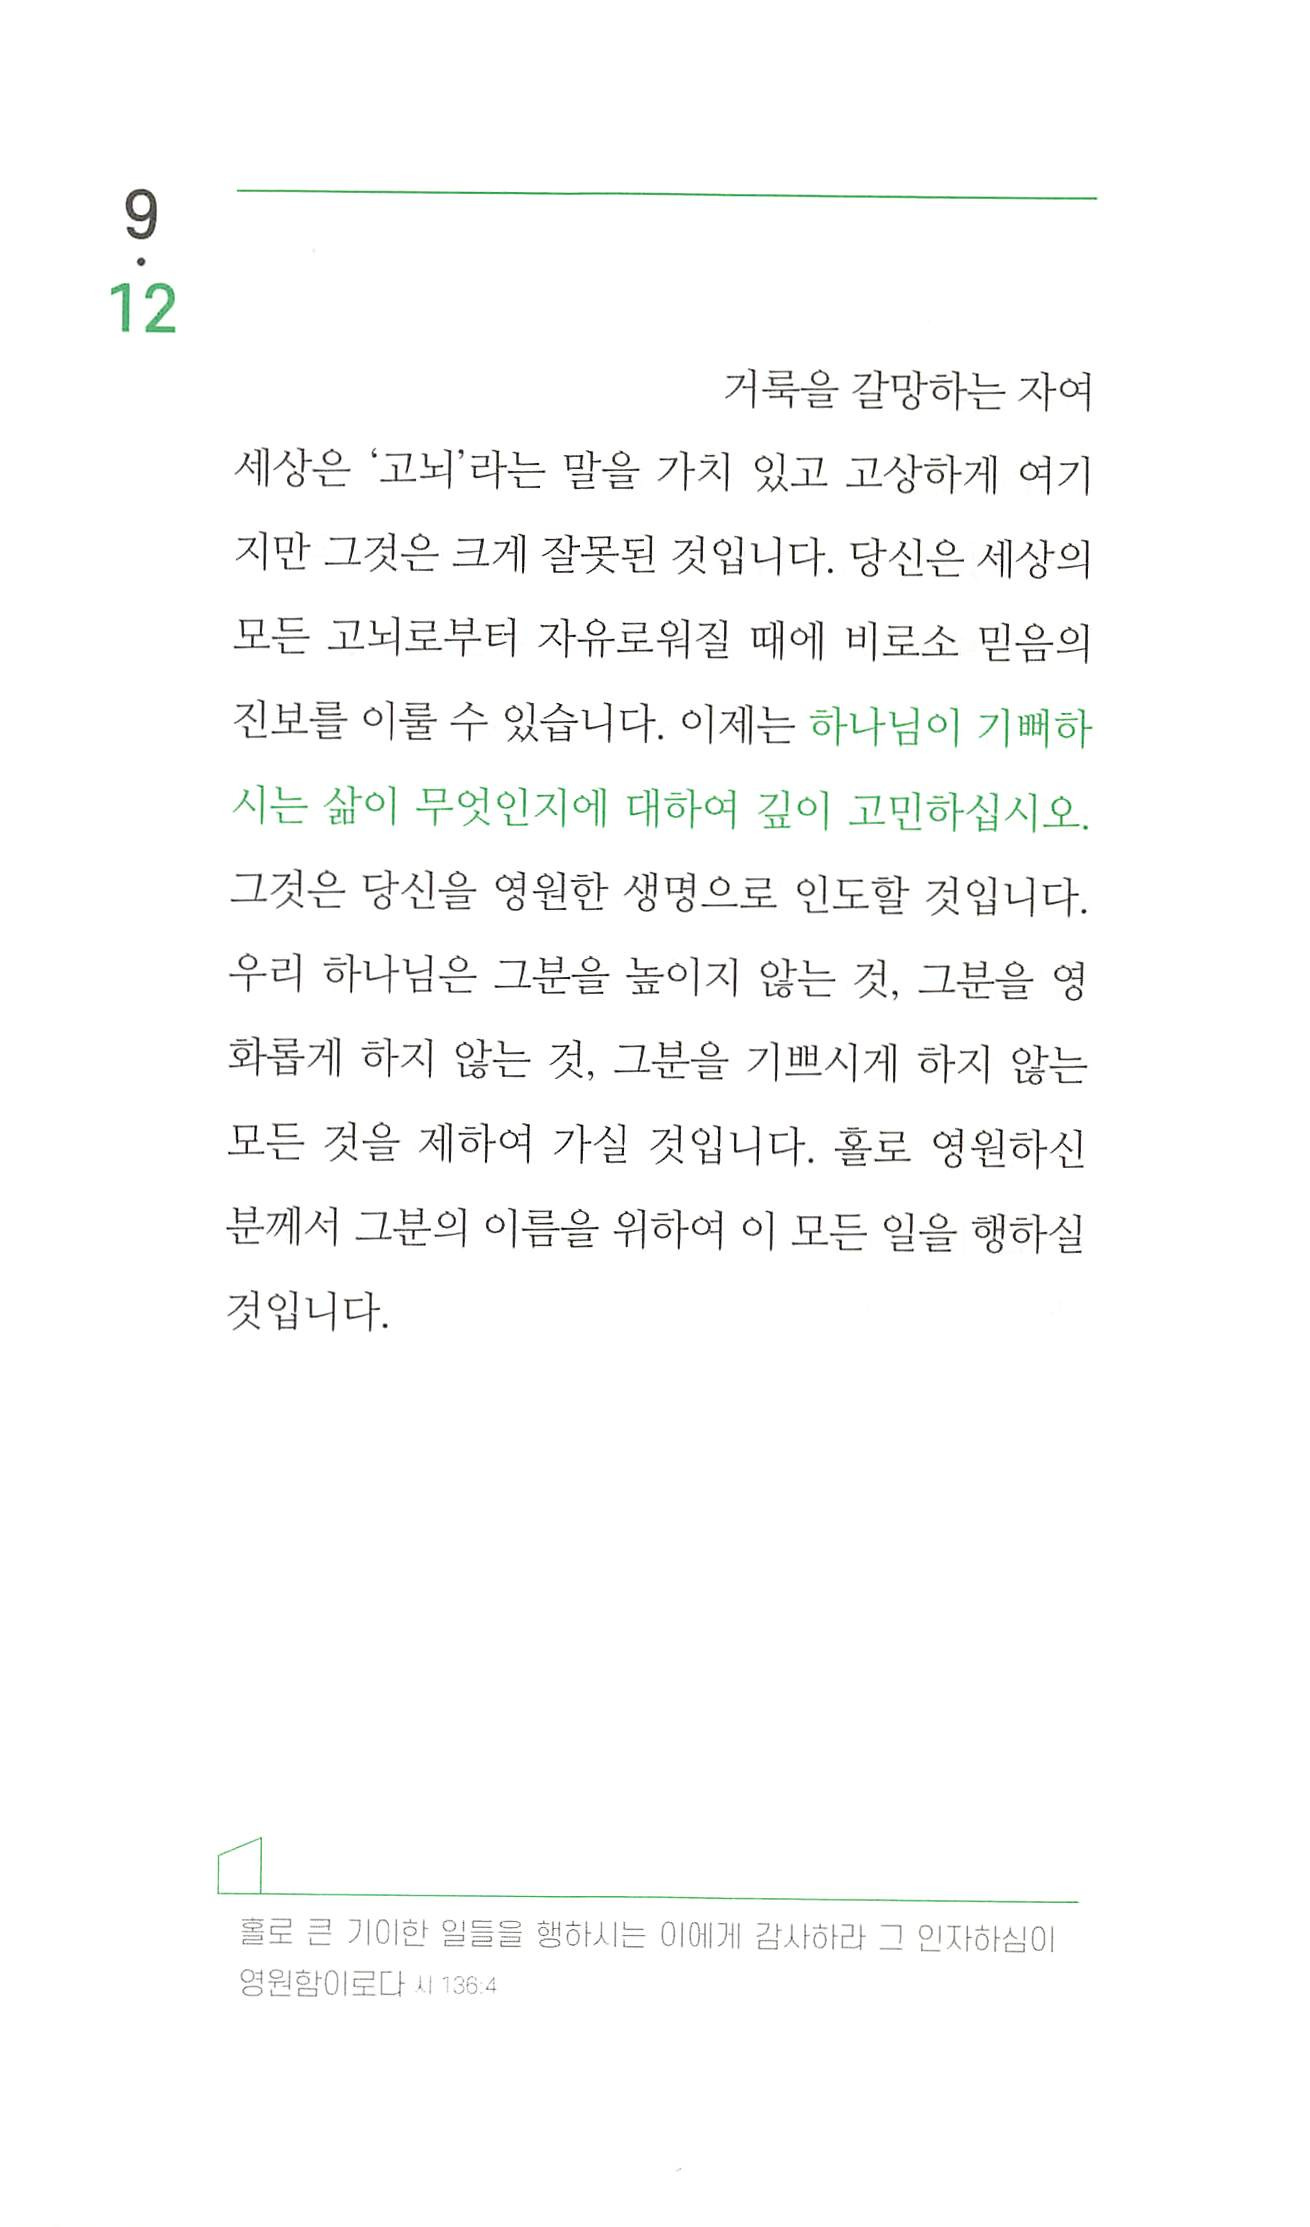 9
·
12
거룩을 갈망하는 자여
세상은 ‘고뇌’라는 말을 가치 있고 고상하게 여기
지만 그것은 크게 잘못된 것입니다. 당신은 세상의
모든 고뇌로부터 자유로워질 때에 비로소 믿음의
진보를 이룰 수 있습니다. 이제는 하나님이 기뻐하
시는 삶이 무엇인지에 대하여 깊이 고민하십시오.
그것은 당신을 영원한 생명으로 인도할 것입니다.
우리 하나님은 그분을 높이지 않는 것, 그분을 영
화롭게 하지 않는 것, 그분을 기쁘시게 하지 않는
모든 것을 제하여 가실 것입니다. 홀로 영원하신
분께서 그분의 이름을 위하여 이 모든 일을 행하실
것입니다.
홀로 큰 기이한 일들을 행하시는 이에게 감사하라 그 인자하심이
영원함이로다 시 136:4